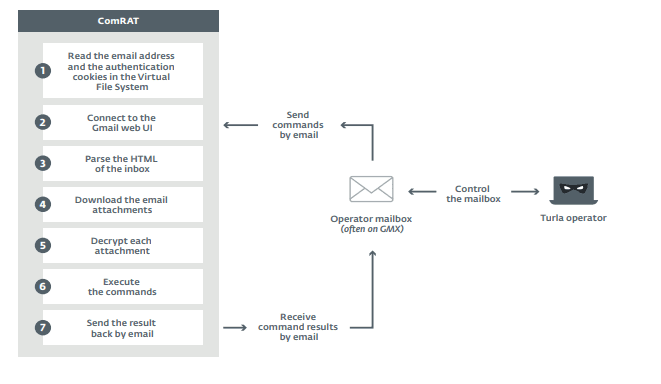 ComRAT
1
Read the email address
and the authentication
cookies in the Virtual
File System
2
Connect to the
Gmail web UI
3
Parse the HTML
of the inbox
4
Download the email
attachments
5
Decrypt each
attachment
6
Execute
the commands
7
Send the result
back by email
Send
commands
by email
Operator mailbox
(often on GMX)
Control
the mailbox
Turla operator
Receive
command results
by email